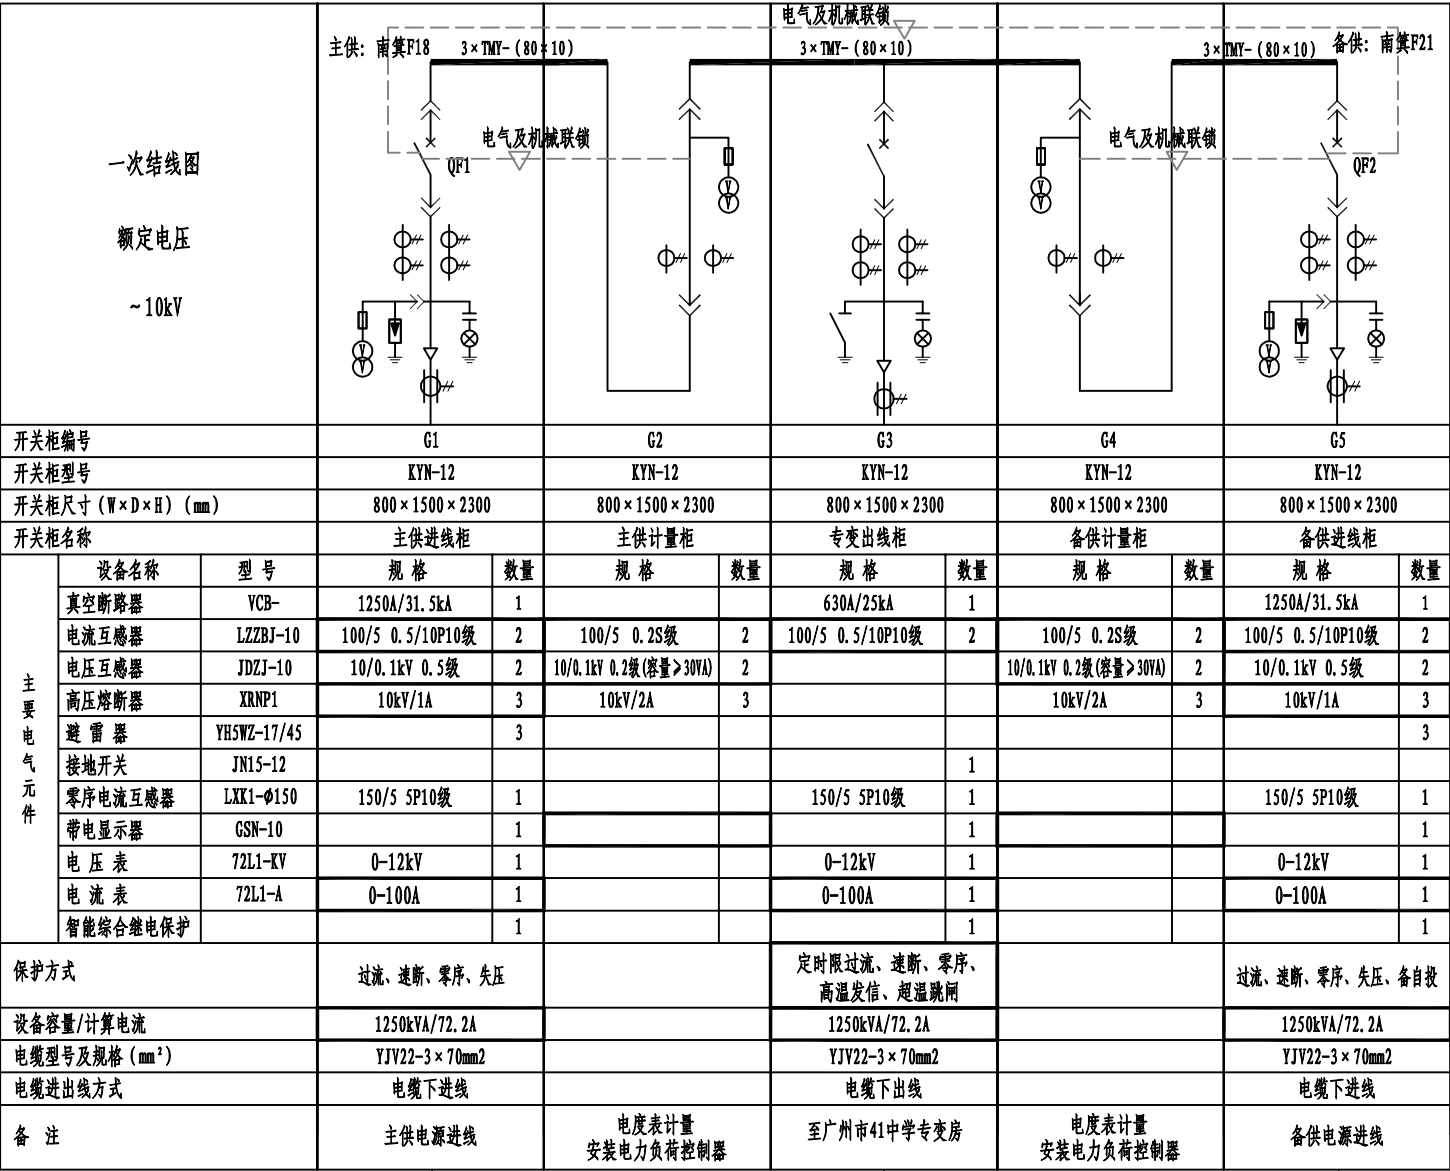 电气及机械联锁
主供: 南箕F18 3×TMY-(80×10) 3×TMY-(80×10) 3×TMY-(80×10) 备供: 南箕F21
电气及机械联锁 电气及机械联锁
QF1 QF2
一次结线图
额定电压
~10kV
开关柜编号 G1 G2 G3 G4 G5
开关柜型号 KYN-12 KYN-12 KYN-12 KYN-12 KYN-12
开关柜尺寸(W×D×H)(mm) 800×1500×2300 800×1500×2300 800×1500×2300 800×1500×2300 800×1500×2300
开关柜名称 主供进线柜 主供计量柜 专变出线柜 备供计量柜 备供进线柜
主要电气元件
设备名称 型 号 规 格 数量 规 格 数量 规 格 数量 规 格 数量 规 格 数量
真空断路器 VCB- 1250A/31.5kA 1 630A/25kA 1 1250A/31.5kA 1
电流互感器 LZZBJ-10 100/5 0.5/10P10级 2 100/5 0.2S级 2 100/5 0.5/10P10级 2 100/5 0.2S级 2 100/5 0.5/10P10级 2
电压互感器 JDZJ-10 10/0.1kV 0.5级 2 10/0.1kV 0.2级(容量≥30VA) 2 10/0.1kV 0.2级(容量≥30VA) 2 10/0.1kV 0.5级 2
高压熔断器 XRNP1 10kV/1A 3 10kV/2A 3 10kV/2A 3 10kV/1A 3
避 雷 器 YH5WZ-17/45 3 3
接地开关 JN15-12 1
零序电流互感器 LXK1-Φ150 150/5 5P10级 1 150/5 5P10级 1 150/5 5P10级 1
带电显示器 GSN-10 1 1 1
电 压 表 72L1-KV 0-12kV 1 0-12kV 1 0-12kV 1
电 流 表 72L1-A 0-100A 1 0-100A 1 0-100A 1
智能综合继电保护 1 1 1
保护方式 过流、速断、零序、失压 定时限过流、速断、零序、 过流、速断、零序、失压、备自投
高温发信、超温跳闸
设备容量/计算电流 1250kVA/72.2A 1250kVA/72.2A 1250kVA/72.2A
电缆型号及规格(mm²) YJV22-3×70mm2 YJV22-3×70mm2 YJV22-3×70mm2
电缆进出线方式 电缆下进线 电缆下出线 电缆下进线
备 注 主供电源进线 电度表计量 至广州市41中学专变房 电度表计量 备供电源进线
安装电力负荷控制器 安装电力负荷控制器